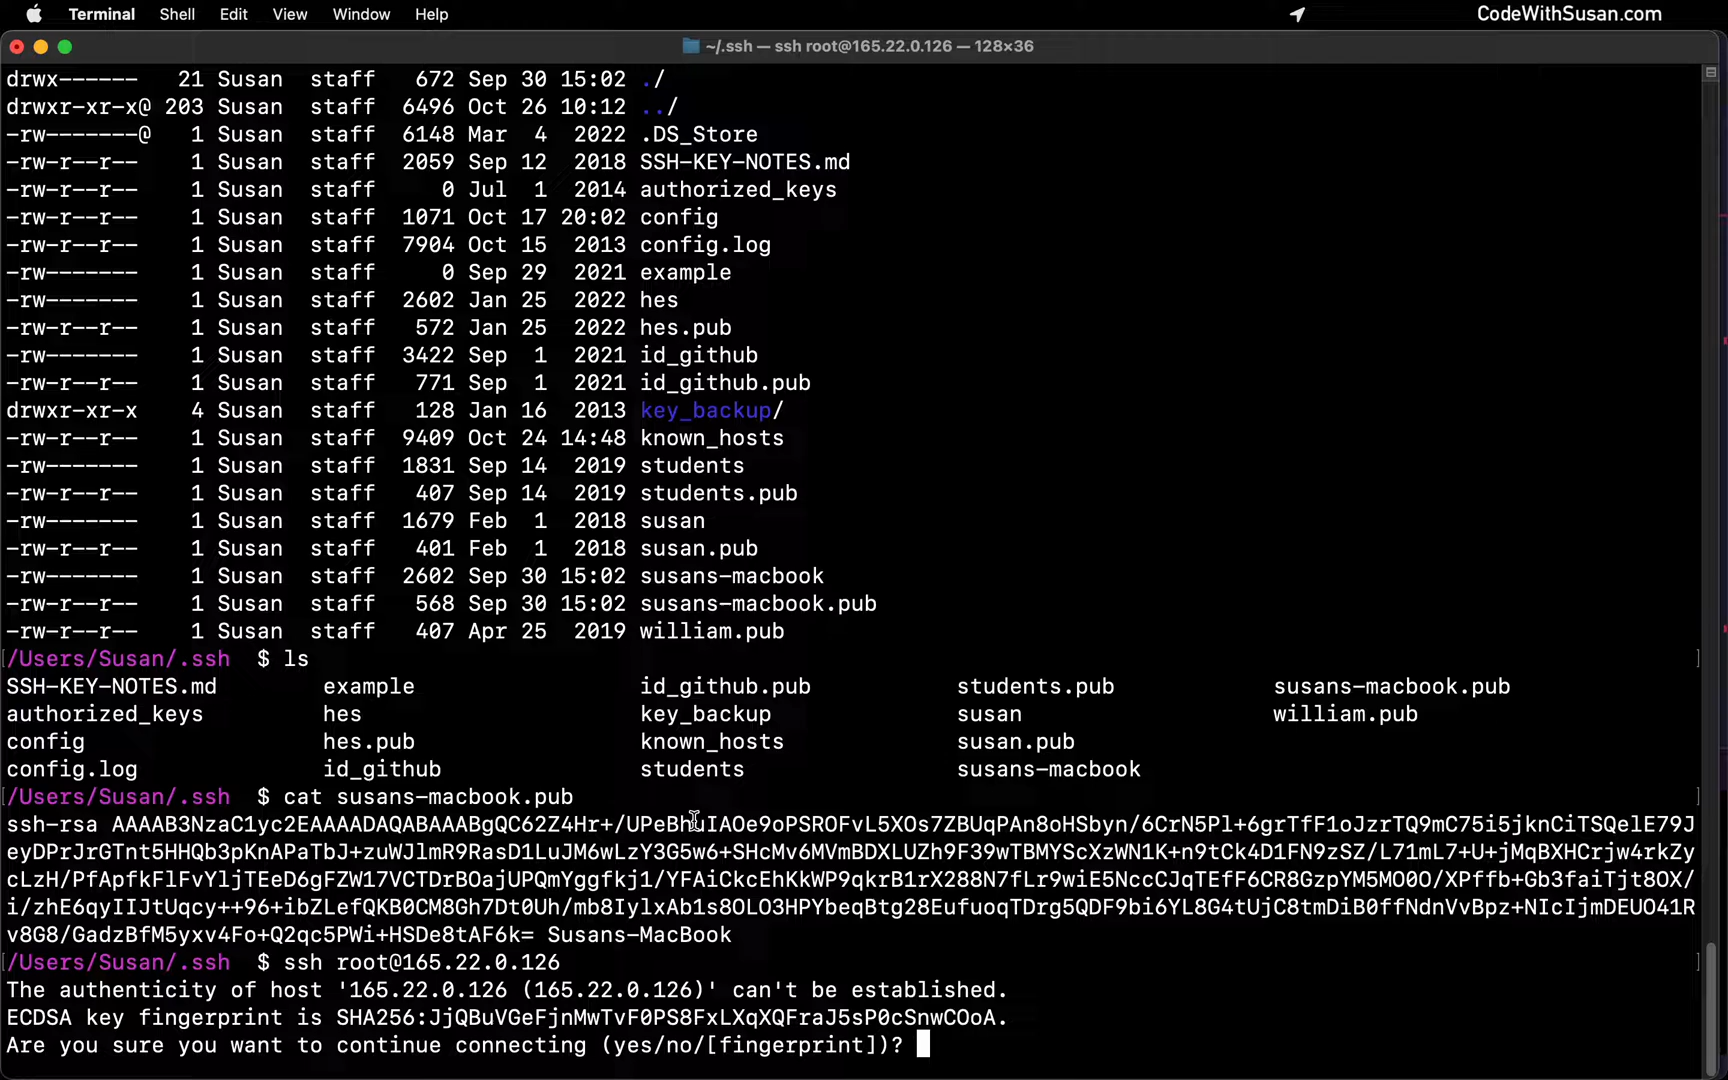 Terminal Shell Edit View Window Help CodeWithSusan.com
~/.ssh — ssh root@165.22.0.126 — 128×36
drwx------ 21 Susan staff 672 Sep 30 15:02 ./
drwxr-xr-x@ 203 Susan staff 6496 Oct 26 10:12 ../
-rw-------@ 1 Susan staff 6148 Mar 4 2022 .DS_Store
-rw-r--r-- 1 Susan staff 2059 Sep 12 2018 SSH-KEY-NOTES.md
-rw-r--r-- 1 Susan staff 0 Jul 1 2014 authorized_keys
-rw-r--r-- 1 Susan staff 1071 Oct 17 20:02 config
-rw-r--r-- 1 Susan staff 7904 Oct 15 2013 config.log
-rw------- 1 Susan staff 0 Sep 29 2021 example
-rw------- 1 Susan staff 2602 Jan 25 2022 hes
-rw-r--r-- 1 Susan staff 572 Jan 25 2022 hes.pub
-rw------- 1 Susan staff 3422 Sep 1 2021 id_github
-rw-r--r-- 1 Susan staff 771 Sep 1 2021 id_github.pub
drwxr-xr-x 4 Susan staff 128 Jan 16 2013 key_backup/
-rw-r--r-- 1 Susan staff 9409 Oct 24 14:48 known_hosts
-rw------- 1 Susan staff 1831 Sep 14 2019 students
-rw-r--r-- 1 Susan staff 407 Sep 14 2019 students.pub
-rw------- 1 Susan staff 1679 Feb 1 2018 susan
-rw-r--r-- 1 Susan staff 401 Feb 1 2018 susan.pub
-rw------- 1 Susan staff 2602 Sep 30 15:02 susans-macbook
-rw-r--r-- 1 Susan staff 568 Sep 30 15:02 susans-macbook.pub
-rw-r--r-- 1 Susan staff 407 Apr 25 2019 william.pub
[/Users/Susan/.ssh $ ls ]
SSH-KEY-NOTES.md example id_github.pub students.pub susans-macbook.pub
authorized_keys hes key_backup susan william.pub
config hes.pub known_hosts susan.pub
config.log id_github students susans-macbook
[/Users/Susan/.ssh $ cat susans-macbook.pub ]
ssh-rsa AAAAB3NzaC1yc2EAAAADAQABAAABgQC62Z4Hr+/UPeBhuIAOe9oPSROFvL5XOs7ZBUqPAn8oHSbyn/6CrN5Pl+6grTfF1oJzrTQ9mC75i5jknCiTSQelE79J
eyDPrJrGTnt5HHQb3pKnAPaTbJ+zuWJlmR9RasD1LuJM6wLzY3G5w6+SHcMv6MVmBDXLUZh9F39wTBMYScXzWN1K+n9tCk4D1FN9zSZ/L71mL7+U+jMqBXHCrjw4rkZy
cLzH/PfApfkFlFvYljTEeD6gFZW17VCTDrBOajUPQmYggfkj1/YFAiCkcEhKkWP9qkrB1rX288N7fLr9wiE5NccCJqTEfF6CR8GzpYM5MO0O/XPffb+Gb3faiTjt8OX/
i/zhE6qyIIJtUqcy++96+ibZLefQKB0CM8Gh7Dt0Uh/mb8IylxAb1s8OLO3HPYbeqBtg28EufuoqTDrg5QDF9bi6YL8G4tUjC8tmDiB0ffNdnVvBpz+NIcIjmDEUO41R
v8G8/GadzBfM5yxv4Fo+Q2qc5PWi+HSDe8tAF6k= Susans-MacBook
[/Users/Susan/.ssh $ ssh root@165.22.0.126 ]
The authenticity of host '165.22.0.126 (165.22.0.126)' can't be established.
ECDSA key fingerprint is SHA256:JjQBuVGeFjnMwTvF0PS8FxLXqXQFraJ5sP0cSnwCOoA.
Are you sure you want to continue connecting (yes/no/[fingerprint])?